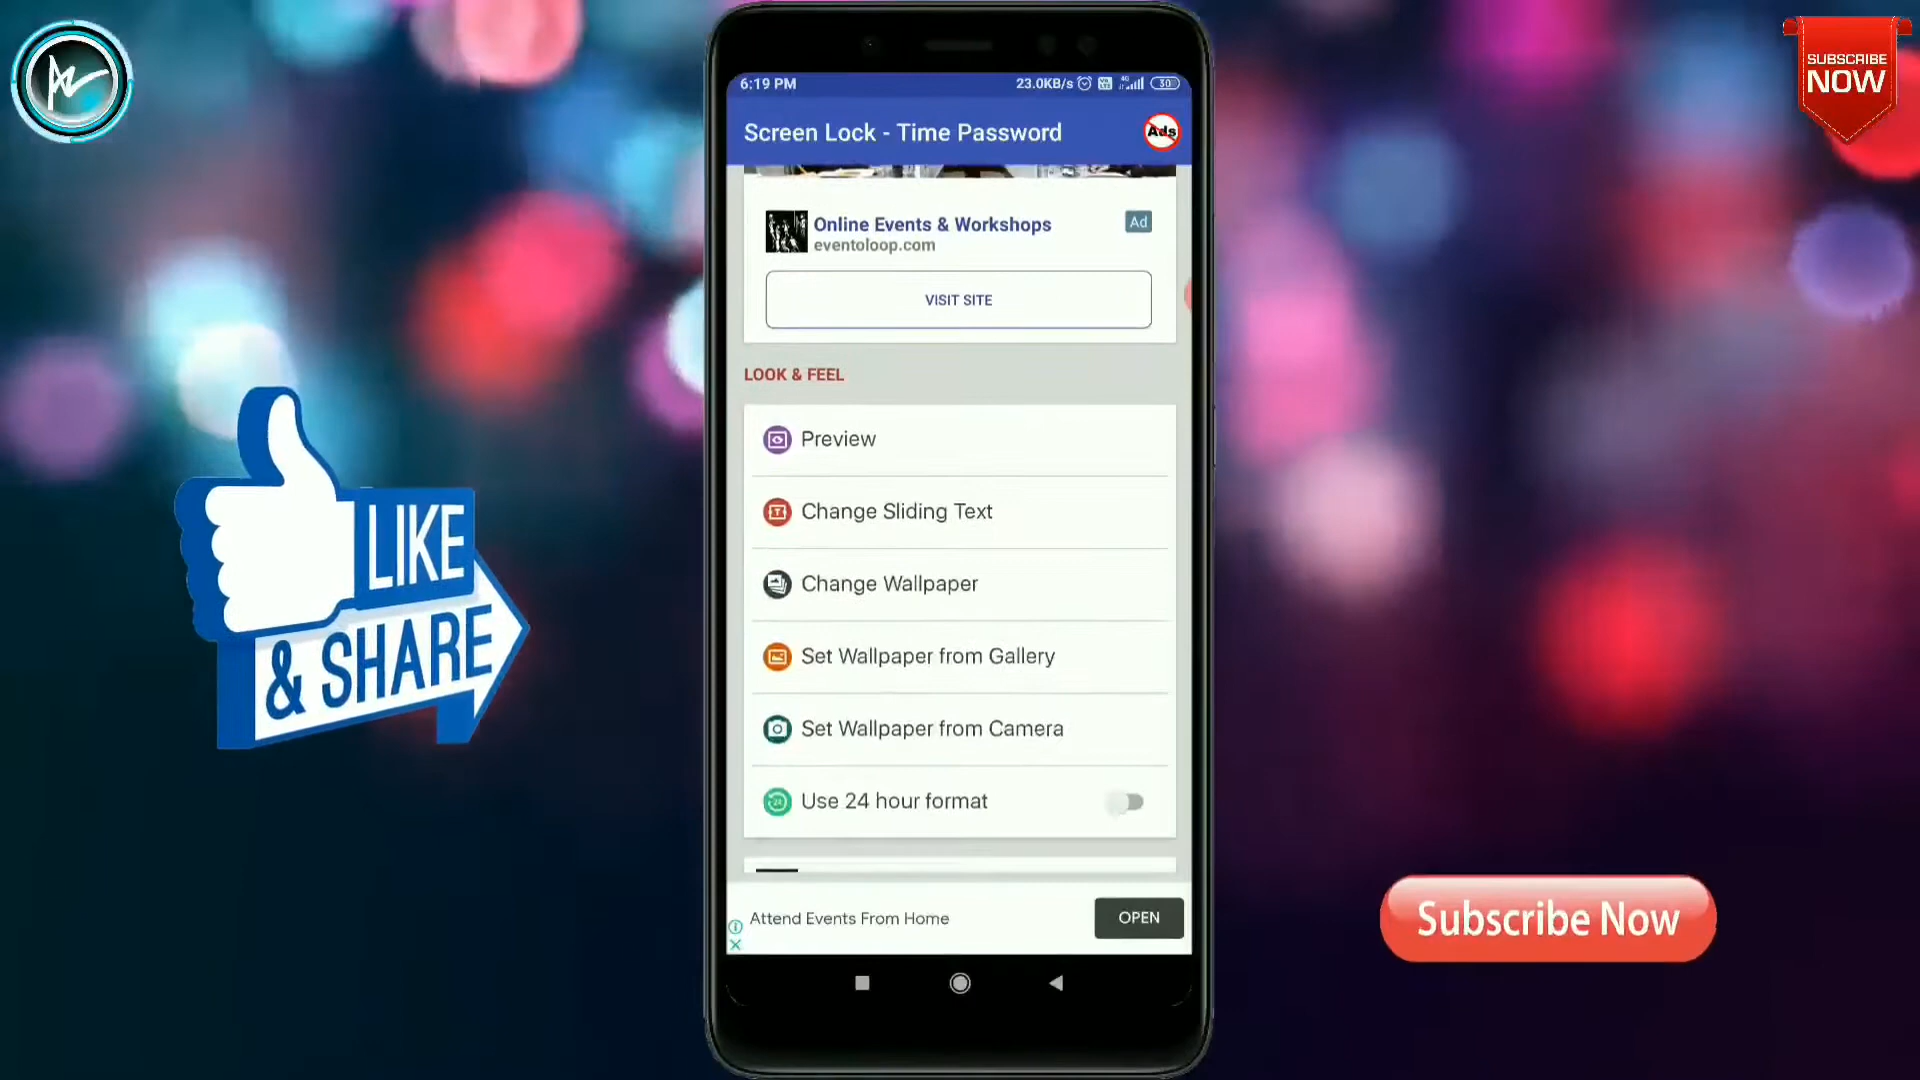 SUBSCRIBE
NOW
6:19 PM
23.0KB/s
4G
30
Screen Lock - Time Password
Ads
Online Events & Workshops
Ad
eventoloop.com
VISIT SITE
LOOK & FEEL
Preview
Change Sliding Text
Change Wallpaper
Set Wallpaper from Gallery
Set Wallpaper from Camera
Use 24 hour format
LIKE
& SHARE
Attend Events From Home
OPEN
Subscribe Now